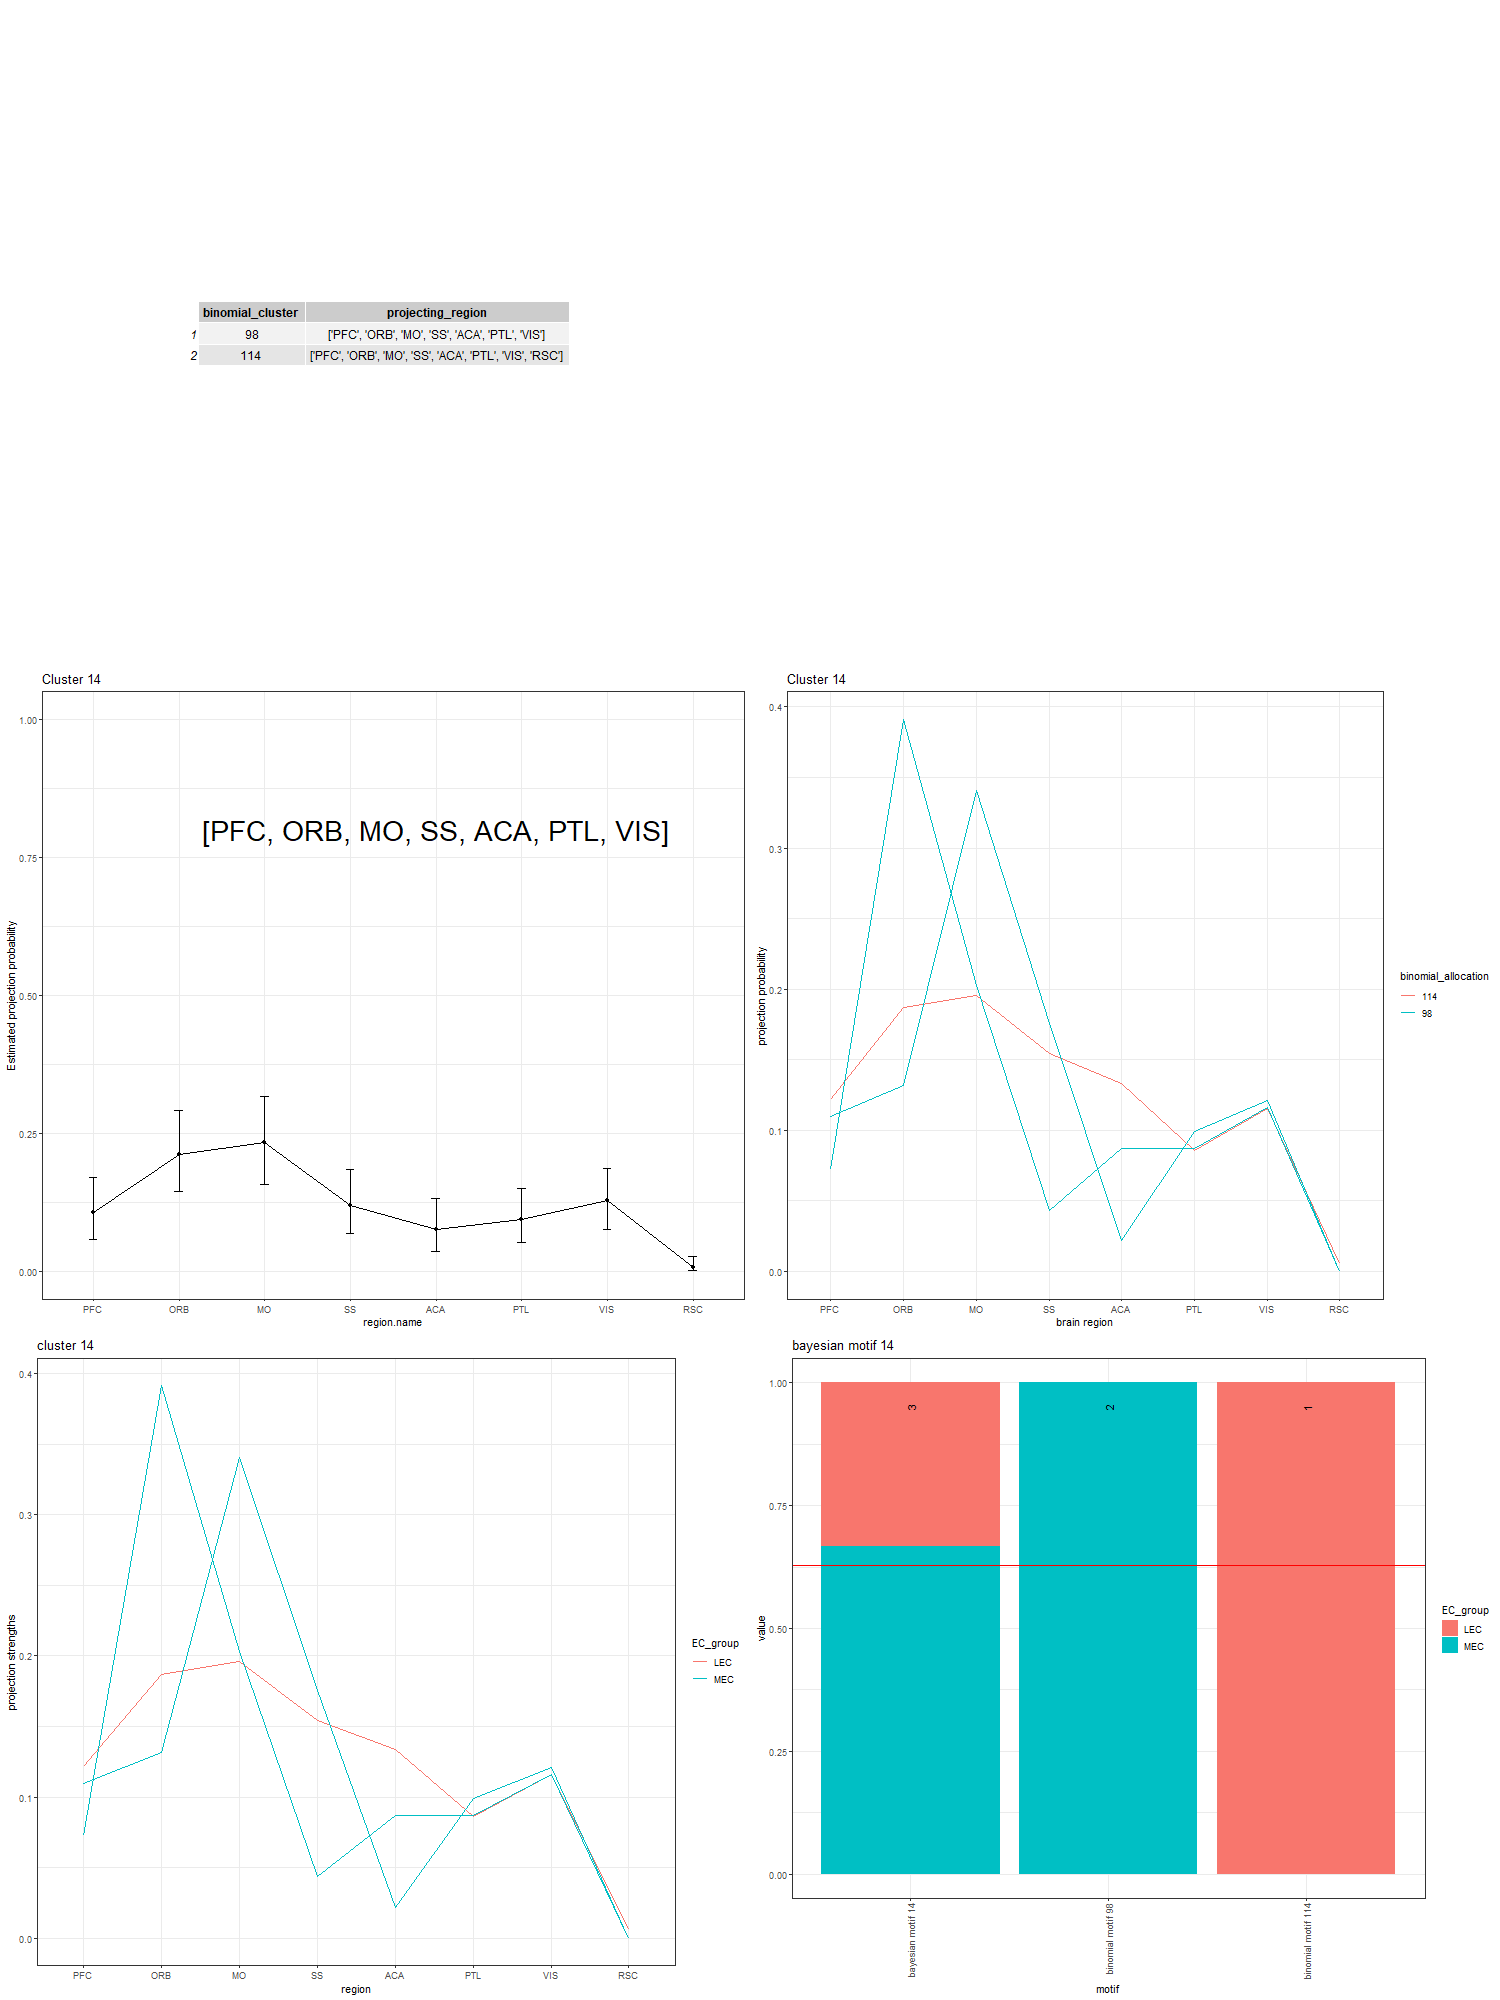 binomial_cluster projecting_region
1 98 ['PFC', 'ORB', 'MO', 'SS', 'ACA', 'PTL', 'VIS']
2 114 ['PFC', 'ORB', 'MO', 'SS', 'ACA', 'PTL', 'VIS', 'RSC']
Cluster 14
[PFC, ORB, MO, SS, ACA, PTL, VIS]
Estimated projection probability
1.00
0.75
0.50
0.25
0.00
PFC ORB MO SS ACA PTL VIS RSC
region.name
Cluster 14
projection probability
0.4
0.3
0.2
0.1
0.0
PFC ORB MO SS ACA PTL VIS RSC
brain region
binomial_allocation
114
98
cluster 14
projection strengths
0.4
0.3
0.2
0.1
0.0
PFC ORB MO SS ACA PTL VIS RSC
region
EC_group
LEC
MEC
bayesian motif 14
value
1.00
0.75
0.50
0.25
0.00
3
2
1
bayesian motif 14
binomial motif 98
binomial motif 114
motif
EC_group
LEC
MEC